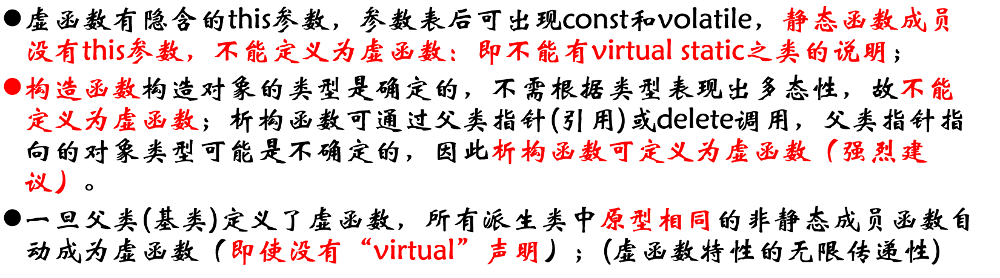 ●虚函数有隐含的this参数，参数表后可出现const和volatile，静态函数成员
没有this参数，不能定义为虚函数：即不能有virtual static之类的说明；
●构造函数构造对象的类型是确定的，不需根据类型表现出多态性，故不能
定义为虚函数；析构函数可通过父类指针(引用)或delete调用，父类指针指
向的对象类型可能是不确定的，因此析构函数可定义为虚函数（强烈建
议）。
●一旦父类(基类)定义了虚函数，所有派生类中原型相同的非静态成员函数自
动成为虚函数（即使没有“virtual”声明）；(虚函数特性的无限传递性)